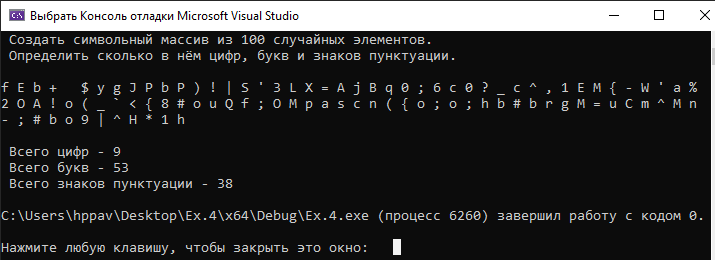 Выбрать Консоль отладки Microsoft Visual Studio
Создать символьный массив из 100 случайных элементов.
Определить сколько в нём цифр, букв и знаков пунктуации.
f E b +   $ y g J P b P ) ! | S ' 3 L X = A j B q 0 ; 6 c 0 ? _ c ^ , 1 E M { - W ' a %
2 O A ! o ( _ ` < { 8 # o u Q f ; O M p a s c n ( { o ; o ; h b # b r g M = u C m ^ M n
- ; # b o 9 | ^ H * 1 h
Всего цифр - 9
Всего букв - 53
Всего знаков пунктуации - 38
C:\Users\hppav\Desktop\Ex.4\x64\Debug\Ex.4.exe (процесс 6260) завершил работу с кодом 0.
Нажмите любую клавишу, чтобы закрыть это окно: